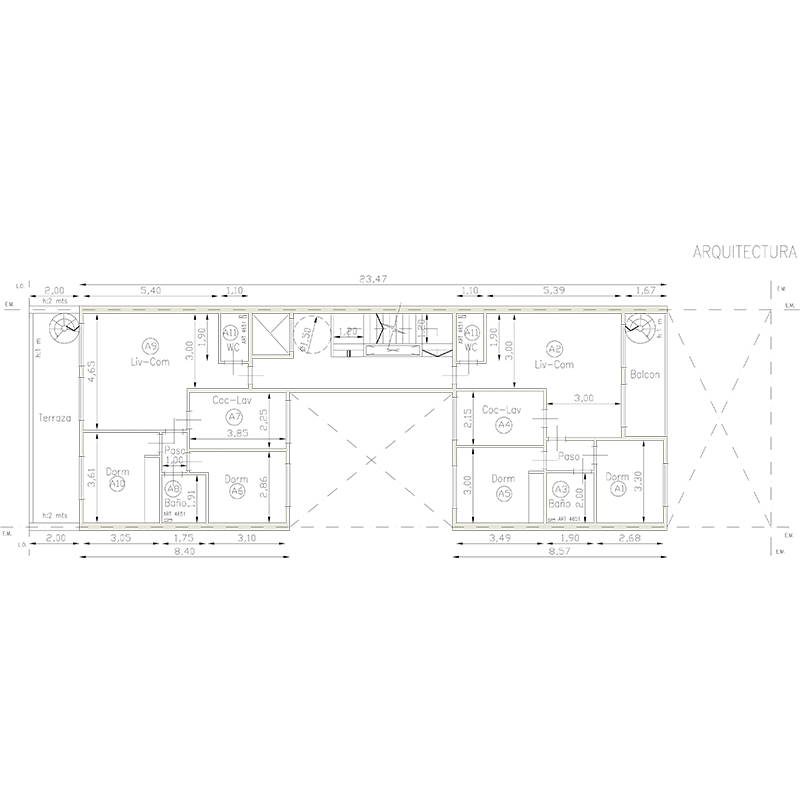 ARQUITECTURA
23,47
L.O.
E.M.
2,00
5,40
1,10
1,10
5,39
1,67
E.M.
h:2 mts
E.M.
h:1 m
A9
Liv-Com
1,90
A11
WC
ART 4651
3,00
Ø1,50
1,20
1,20
ART 4651
A11
WC
1,90
3,00
A2
Liv-Com
h:1 m
4,65
Balcon
Terraza
Coc-Lav
A7
2,25
3,85
2,15
Coc-Lav
A4
3,00
3,61
Dorm
A10
Paso
1,00
A8
Baño
ART 4651
1,91
Dorm
A6
2,86
3,00
Dorm
A5
Paso
A3
Baño
ART 4651
2,00
Dorm
A1
3,30
h:2 mts
E.M.
L.O.
2,00
3,05
1,75
3,10
3,49
1,90
2,68
E.M.
8,40
8,57
E.M.